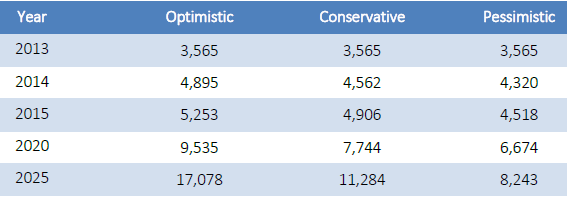 Year Optimistic Conservative Pessimistic
2013 3,565 3,565 3,565
2014 4,895 4,562 4,320
2015 5,253 4,906 4,518
2020 9,535 7,744 6,674
2025 17,078 11,284 8,243